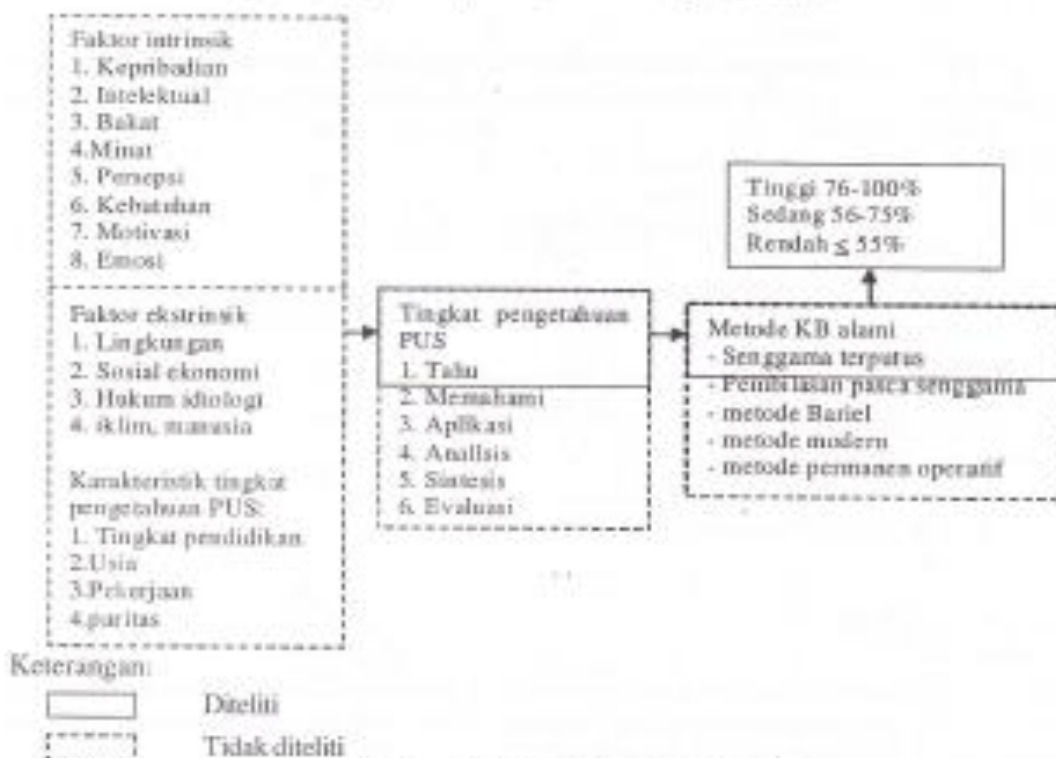 Faktor intrinsik
1. Kepribadian
2. Intelektual
3. Bakat
4.Minat
5. Persepsi
6. Kebutuhan
7. Motivasi
8. Emosi
Faktor ekstrinsik
1. Lingkungan
2. Sosial ekonomi
3. Hukum idiologi
4. iklim, manusia
Karakteristik tingkat
pengetahuan PUS:
1. Tingkat pendidikan
2.Usia
3.Pekerjaan
4.paritas
Tingkat pengetahuan
PUS
1. Tahu
2. Memahami
3. Aplikasi
4. Analisis
5. Sintesis
6. Evaluasi
Tinggi 76-100%
Sedang 56-75%
Rendah ≤ 55%
Metode KB alami
- Senggama terputus
- Pembilasan pasca senggama
- metode Bariel
- metode modern
- metode permanen operatif
Keterangan:
Diteliti
Tidak diteliti